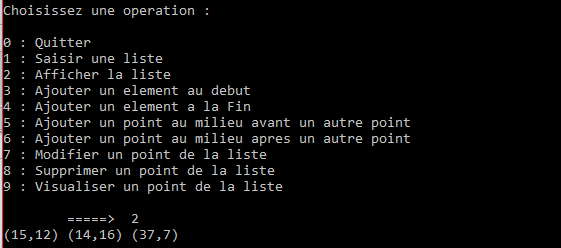 Choisissez une operation :
0 : Quitter
1 : Saisir une liste
2 : Afficher la liste
3 : Ajouter un element au debut
4 : Ajouter un element a la Fin
5 : Ajouter un point au milieu avant un autre point
6 : Ajouter un point au milieu apres un autre point
7 : Modifier un point de la liste
8 : Supprimer un point de la liste
9 : Visualiser un point de la liste
=====> 2
(15,12) (14,16) (37,7)